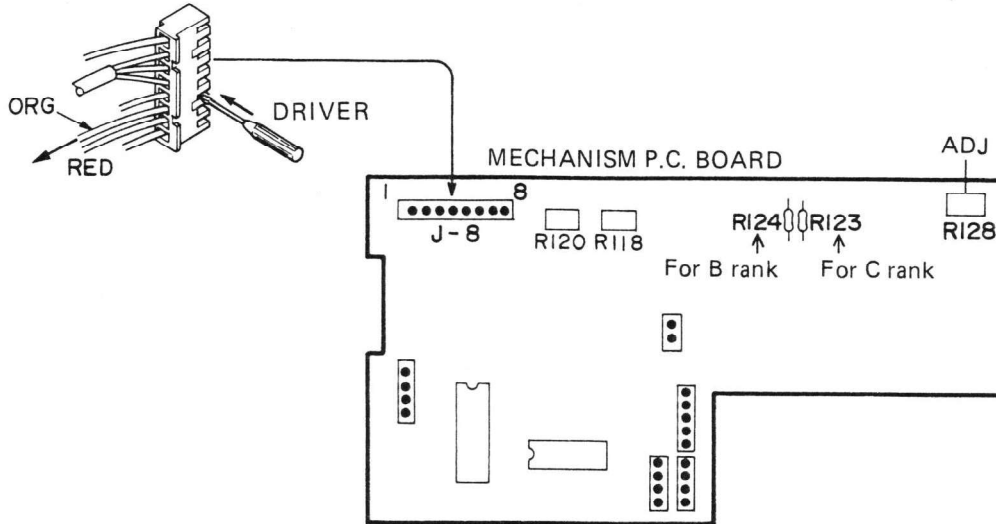 ORG
RED
DRIVER
MECHANISM P.C. BOARD
ADJ
1 8
J-8
R120 R118
R124 R123
R128
For B rank For C rank